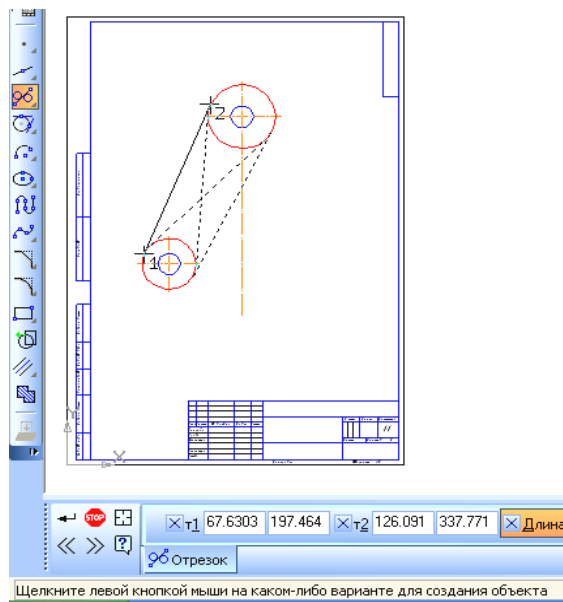 2
1
Y
X
STOP
т1 67.6303 197.464 т2 126.091 337.771 Длина
Отрезок
Щелкните левой кнопкой мыши на каком-либо варианте для создания объекта